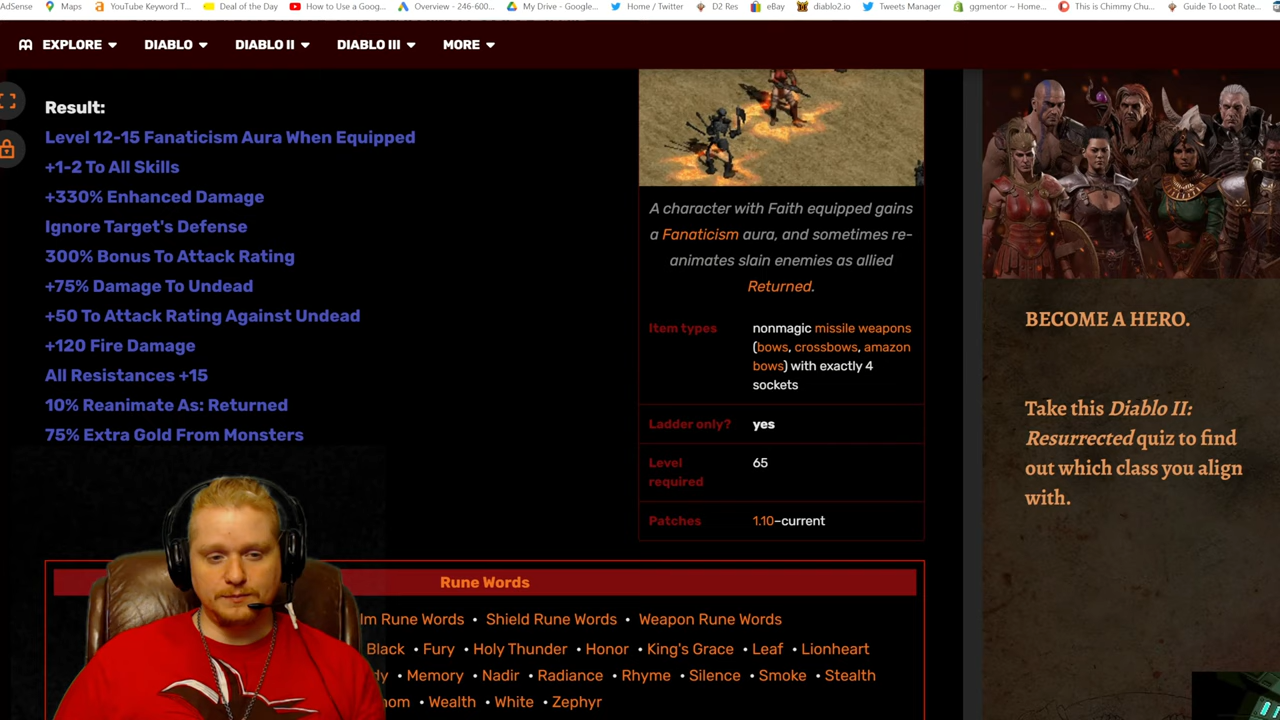 AdSense Maps YouTube Keyword T... Deal of the Day How to Use a Goog... Overview - 246-600... My Drive - Google... Home / Twitter D2 Res eBay diablo2.io Tweets Manager ggmentor ~ Home... This is Chimmy Chu... Guide To Loot Rate...
EXPLORE DIABLO DIABLO II DIABLO III MORE
Result:
Level 12-15 Fanaticism Aura When Equipped
+1-2 To All Skills
+330% Enhanced Damage
Ignore Target's Defense
300% Bonus To Attack Rating
+75% Damage To Undead
+50 To Attack Rating Against Undead
+120 Fire Damage
All Resistances +15
10% Reanimate As: Returned
75% Extra Gold From Monsters
A character with Faith equipped gains
a Fanaticism aura, and sometimes re-
animates slain enemies as allied
Returned.
Item types nonmagic missile weapons
(bows, crossbows, amazon
bows) with exactly 4
sockets
Ladder only? yes
Level
required 65
Patches 1.10–current
BECOME A HERO.
Take this Diablo II:
Resurrected quiz to find
out which class you align
with.
Rune Words
lm Rune Words • Shield Rune Words • Weapon Rune Words
Black • Fury • Holy Thunder • Honor • King's Grace • Leaf • Lionheart
dy • Memory • Nadir • Radiance • Rhyme • Silence • Smoke • Stealth
nom • Wealth • White • Zephyr